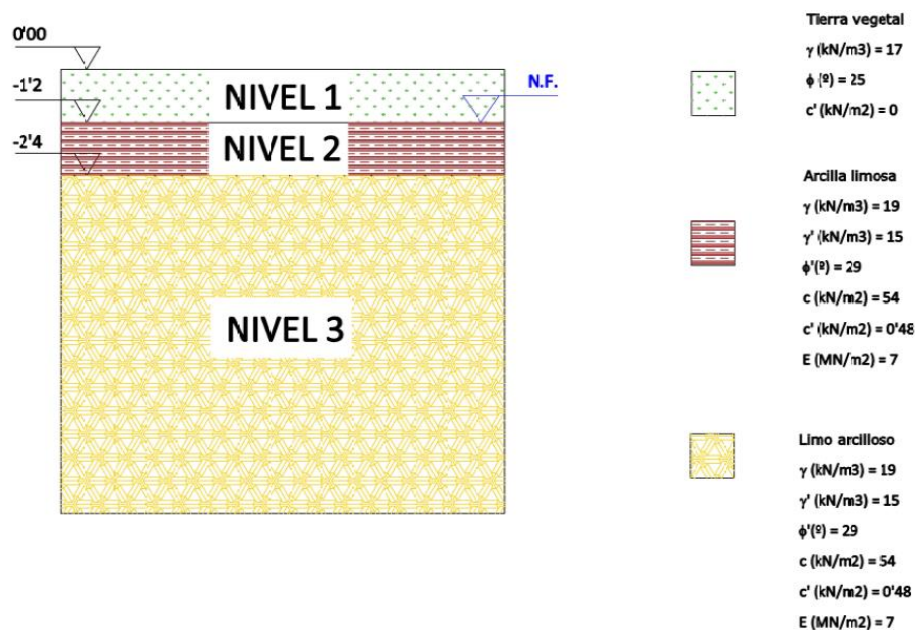 0'00
-1'2
-2'4
NIVEL 1
N.F.
NIVEL 2
NIVEL 3
Tierra vegetal
γ (kN/m3) = 17
ϕ (º) = 25
c' (kN/m2) = 0
Arcilla limosa
γ (kN/m3) = 19
γ' (kN/m3) = 15
ϕ'(º) = 29
c (kN/m2) = 54
c' (kN/m2) = 0'48
E (MN/m2) = 7
Limo arcilloso
γ (kN/m3) = 19
γ' (kN/m3) = 15
ϕ'(º) = 29
c (kN/m2) = 54
c' (kN/m2) = 0'48
E (MN/m2) = 7